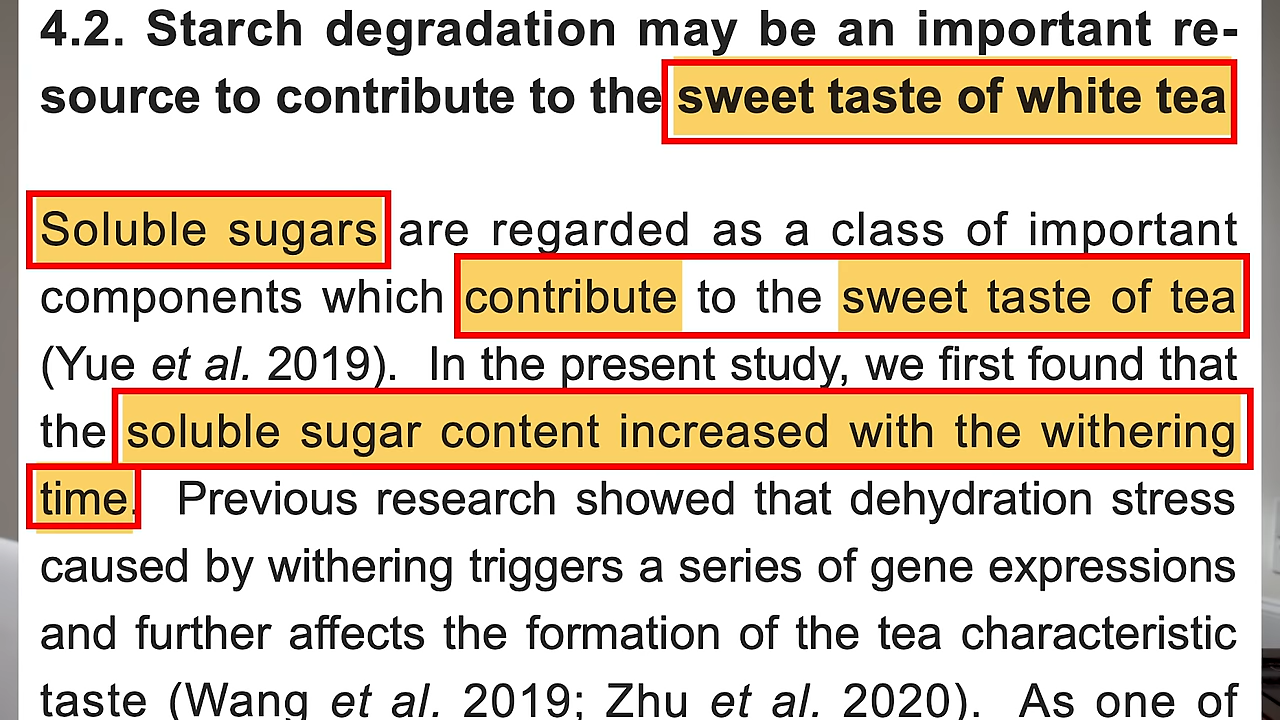 4.2. Starch degradation may be an important re-
source to contribute to the sweet taste of white tea
Soluble sugars are regarded as a class of important
components which contribute to the sweet taste of tea
(Yue et al. 2019). In the present study, we first found that
the soluble sugar content increased with the withering
time. Previous research showed that dehydration stress
caused by withering triggers a series of gene expressions
and further affects the formation of the tea characteristic
taste (Wang et al. 2019; Zhu et al. 2020). As one of